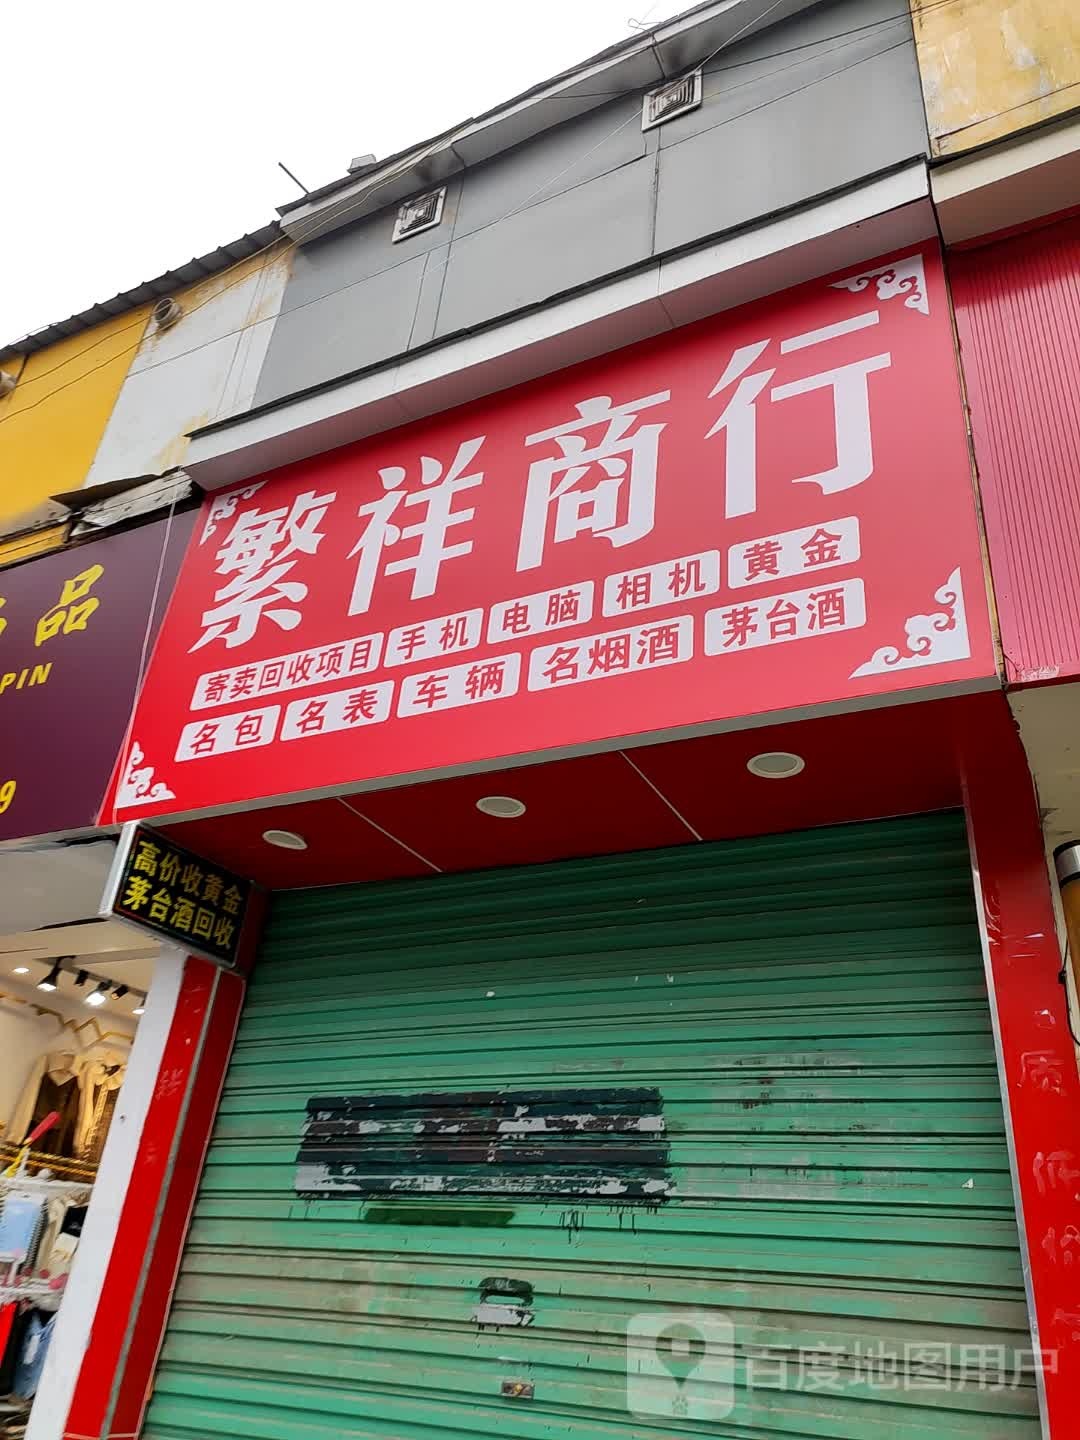 繁祥商行
寄卖回收项目 手机 电脑 相机 黄金
名包 名表 车辆 名烟酒 茅台酒
品
PIN
9
高价收黄金
茅台酒回收
百度地图用户